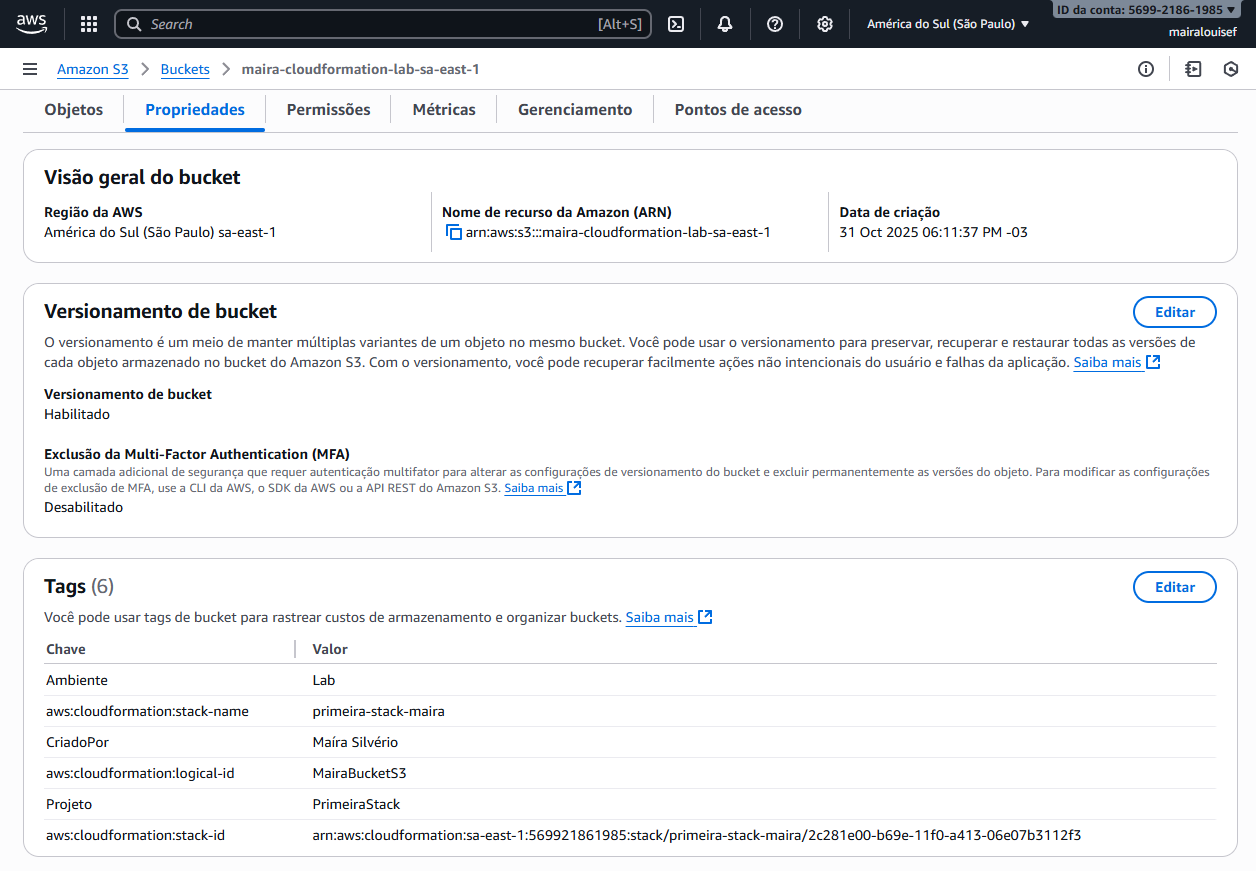 aws
Search
[Alt+S]
América do Sul (São Paulo)
ID da conta: 5699-2186-1985
mairalouisef
Amazon S3
Buckets
maira-cloudformation-lab-sa-east-1
Objetos
Propriedades
Permissões
Métricas
Gerenciamento
Pontos de acesso
Visão geral do bucket
Região da AWS
América do Sul (São Paulo) sa-east-1
Nome de recurso da Amazon (ARN)
arn:aws:s3:::maira-cloudformation-lab-sa-east-1
Data de criação
31 Oct 2025 06:11:37 PM -03
Versionamento de bucket
Editar
O versionamento é um meio de manter múltiplas variantes de um objeto no mesmo bucket. Você pode usar o versionamento para preservar, recuperar e restaurar todas as versões de
cada objeto armazenado no bucket do Amazon S3. Com o versionamento, você pode recuperar facilmente ações não intencionais do usuário e falhas da aplicação. Saiba mais
Versionamento de bucket
Habilitado
Exclusão da Multi-Factor Authentication (MFA)
Uma camada adicional de segurança que requer autenticação multifator para alterar as configurações de versionamento do bucket e excluir permanentemente as versões do objeto. Para modificar as configurações
de exclusão de MFA, use a CLI da AWS, o SDK da AWS ou a API REST do Amazon S3. Saiba mais
Desabilitado
Tags (6)
Editar
Você pode usar tags de bucket para rastrear custos de armazenamento e organizar buckets. Saiba mais
Chave
Valor
Ambiente
Lab
aws:cloudformation:stack-name
primeira-stack-maira
CriadoPor
Maíra Silvério
aws:cloudformation:logical-id
MairaBucketS3
Projeto
PrimeiraStack
aws:cloudformation:stack-id
arn:aws:cloudformation:sa-east-1:569921861985:stack/primeira-stack-maira/2c281e00-b69e-11f0-a413-06e07b3112f3